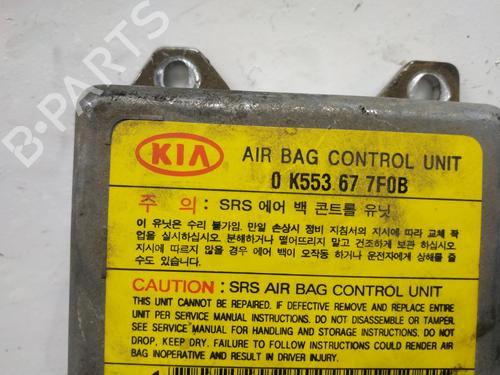 B-PARTS
KIA
AIR BAG CONTROL UNIT
0 K553 67 7F0B
주 의 : SRS 에어 백 콘트롤 유닛
이 유닛은 수리 불가임. 만일 손상시 정비 지침서의 지시에 따라 교체 작
업을 실시하십시오. 분해하거나 떨어뜨리지 말고 건조하게 보관 하십시오.
지시에 따르지 않을 경우 에어 백이 오작동 하거나 운전자에게 상해를 줄
수도 있습니다.
CAUTION : SRS AIR BAG CONTROL UNIT
THIS UNIT CANNOT BE REPAIRED. IF DEFECTIVE REMOVE AND REPLACE ENTIRE
UNIT PER SERVICE MANUAL INSTRUCTIONS. DO NOT DISASSEMBLE OR TAMPER.
SEE SERVICE MANUAL FOR HANDLING AND STORAGE INSTRUCTIONS. DO NOT
DROP, KEEP DRY. FAILURE TO FOLLOW INSTRUCTIONS COULD RENDER AIR
BAG INOPERATIVE AND RESULT IN DRIVER INJURY.